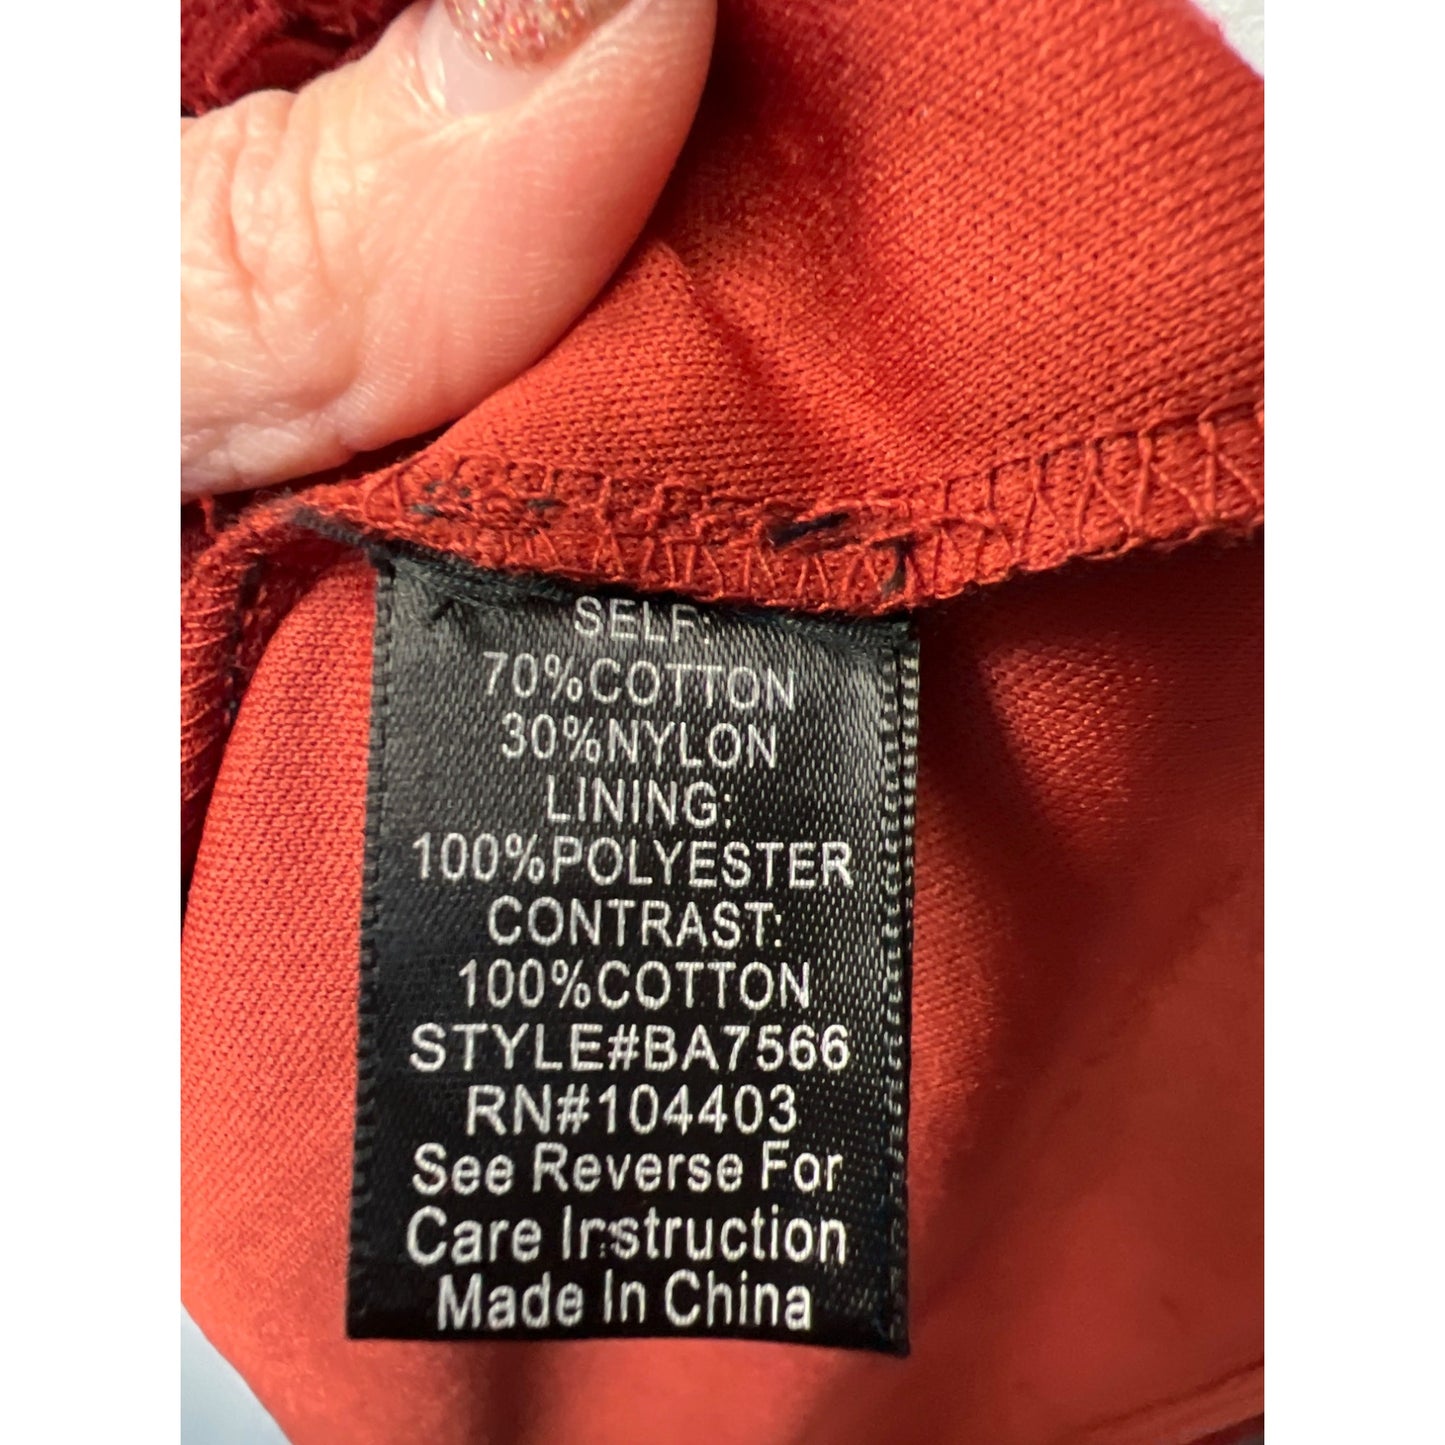 SELF:
70%COTTON
30%NYLON
LINING:
100%POLYESTER
CONTRAST:
100%COTTON
STYLE#BA7566
RN#104403
See Reverse For
Care Instruction
Made In China